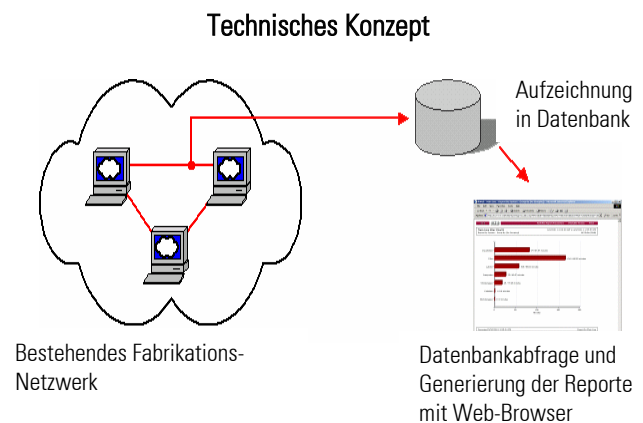 Technisches Konzept
Aufzeichnung
in Datenbank
Bestehendes Fabrikations-
Netzwerk
Datenbankabfrage und
Generierung der Reporte
mit Web-Browser